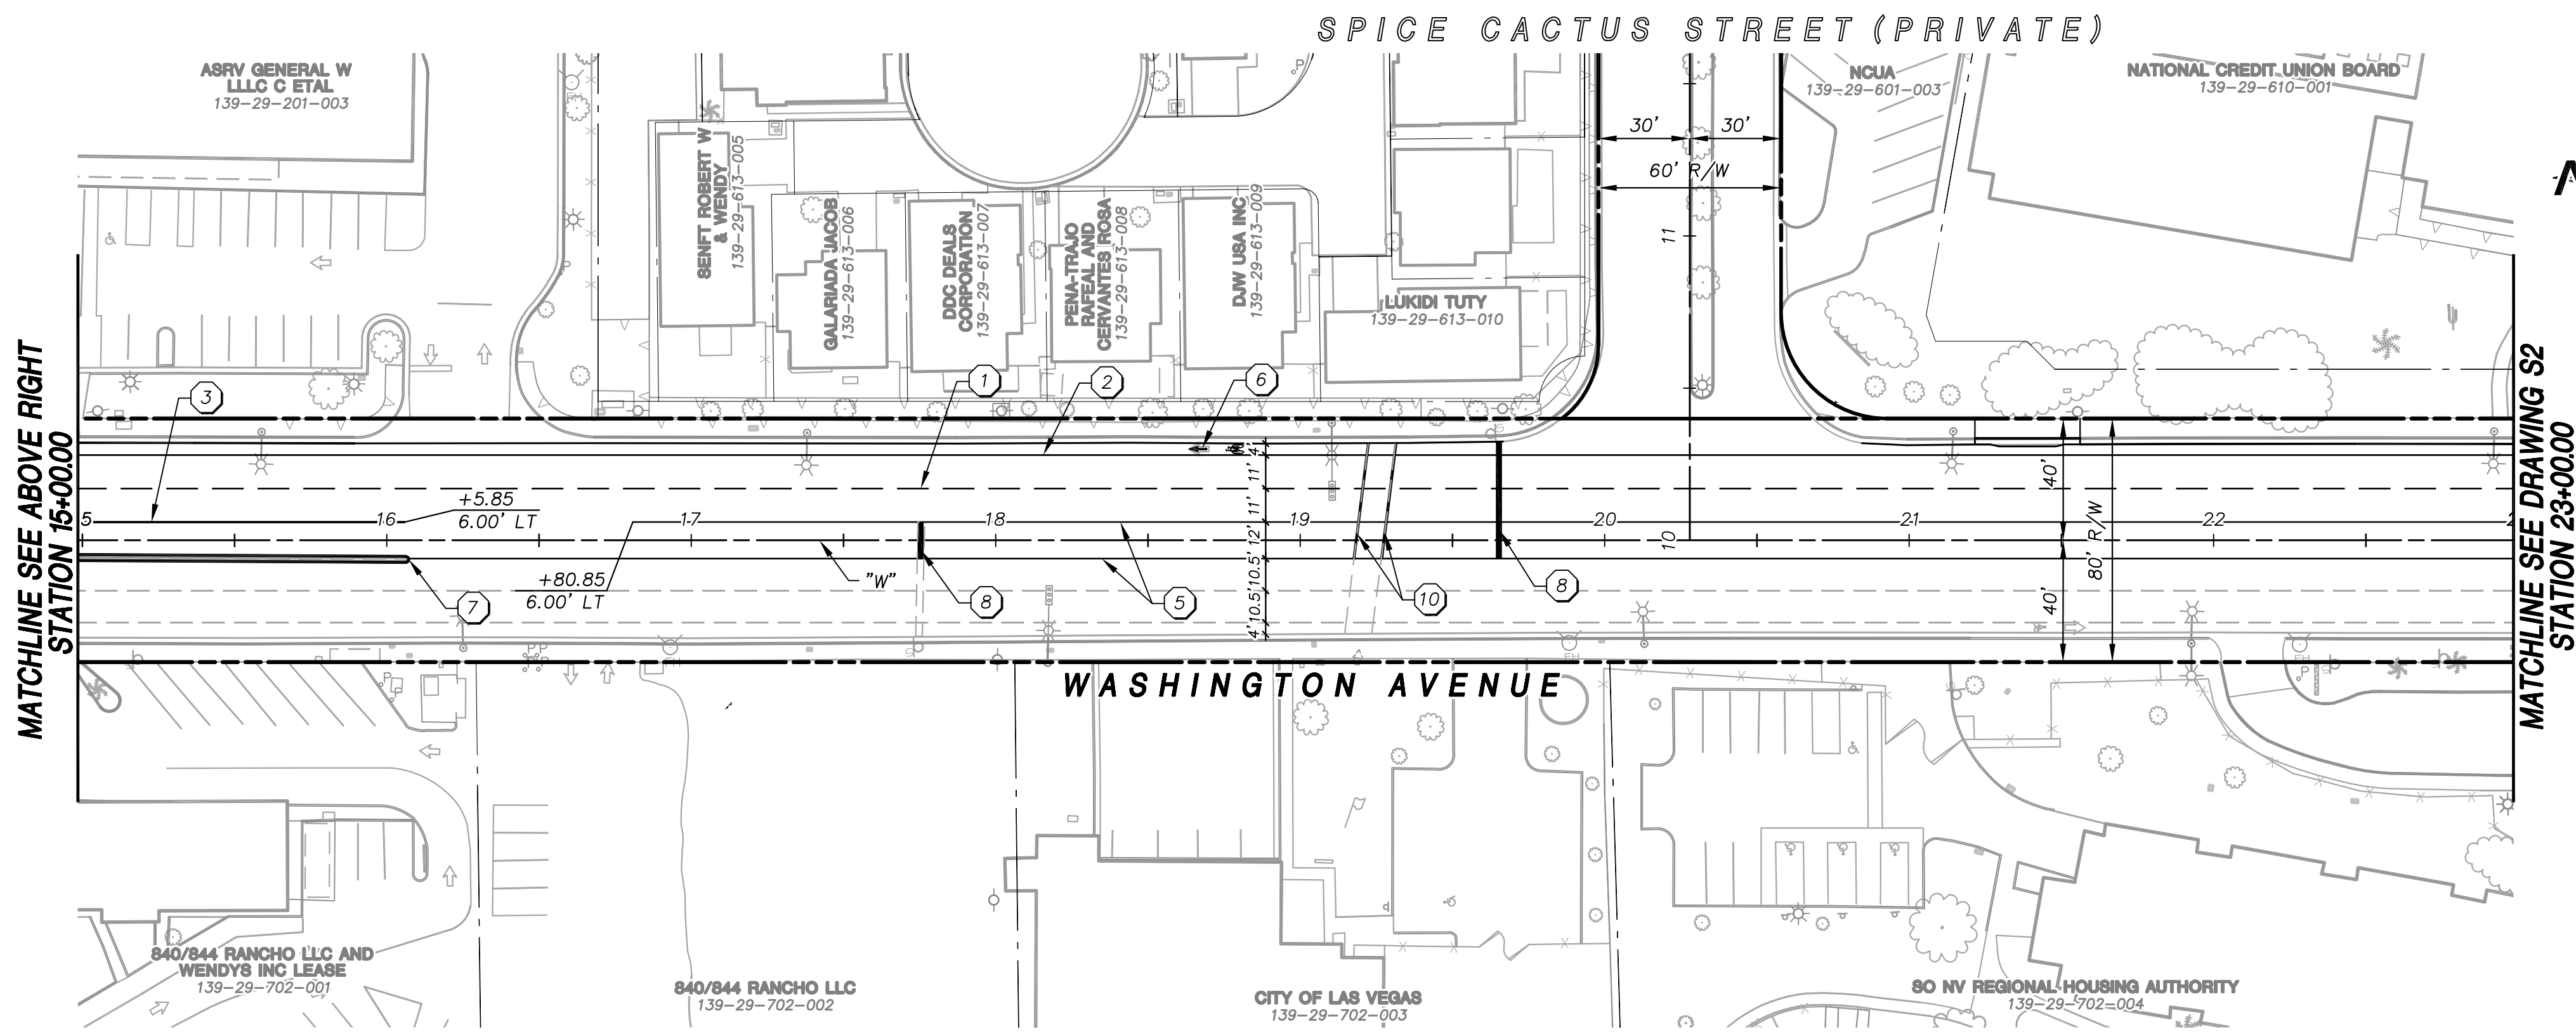 SPICE CACTUS STREET (PRIVATE)
ASRV GENERAL W
LLLC C ETAL
139-29-201-003
NCUA
139-29-601-003
NATIONAL CREDIT UNION BOARD
139-29-610-001
30' 30'
60' R/W
11
SENFT ROBERT W
& WENDY
139-29-613-005
GALARIADA JACOB
139-29-613-006
DDC DEALS
CORPORATION
139-29-613-007
PENA-TRAJO
RAFEAL AND
CERVANTES ROSA
139-29-613-008
DJW USA INC
139-29-613-009
LUKIDI TUTY
139-29-613-010
MATCHLINE SEE ABOVE RIGHT
STATION 15+00.00
3
1
2
6
+5.85
6.00' LT
5 16 17 18 19 20 21 22 2
+80.85
6.00' LT
"W"
7
8
5
10
8
4' 11' 11' 12' 10.5' 10.5' 4'
10
40'
40'
80' R/W
MATCHLINE SEE DRAWING S2
STATION 23+00.00
WASHINGTON AVENUE
840/844 RANCHO LLC AND
WENDYS INC LEASE
139-29-702-001
840/844 RANCHO LLC
139-29-702-002
CITY OF LAS VEGAS
139-29-702-003
SO NV REGIONAL HOUSING AUTHORITY
139-29-702-004